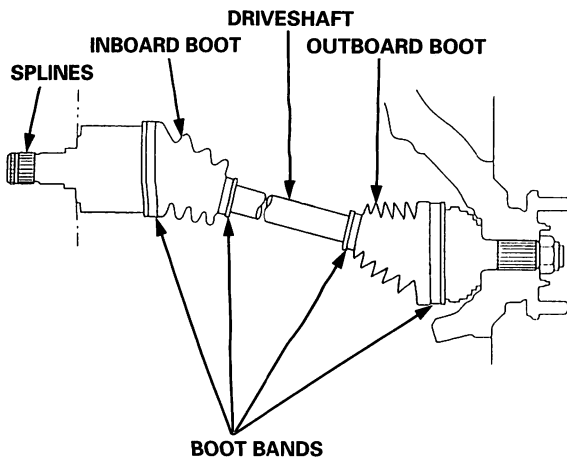 DRIVESHAFT
INBOARD BOOT
OUTBOARD BOOT
SPLINES
BOOT BANDS